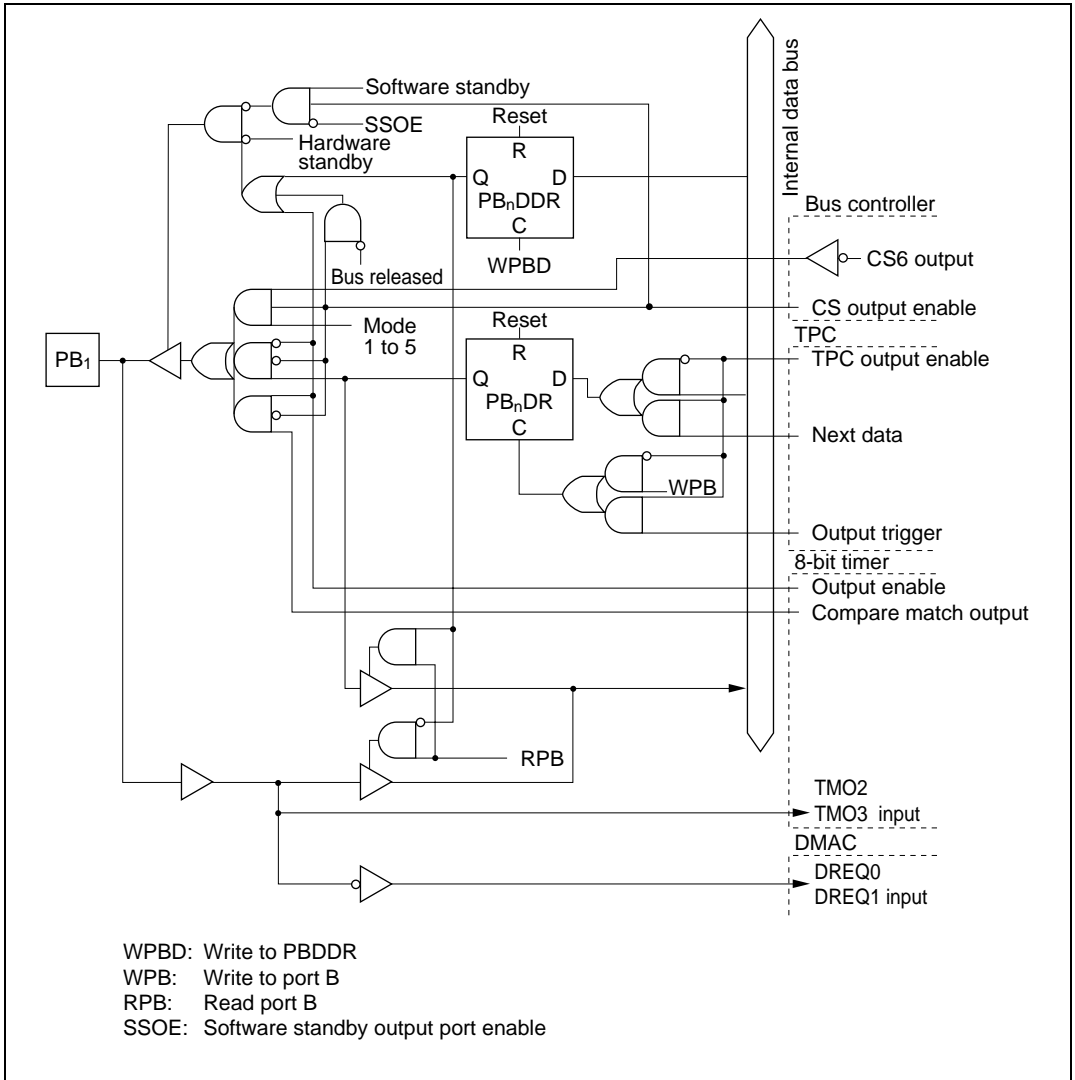 Software standby
SSOE
Hardware
standby
Reset
R
Q D
PBnDDR
C
WPBD
Internal data bus
Bus controller
CS6 output
Bus released
CS output enable
Mode
1 to 5
TPC
Reset
R
TPC output enable
PB1
Q D
PBnDR
C
Next data
WPB
Output trigger
8-bit timer
Output enable
Compare match output
RPB
TMO2
TMO3 input
DMAC
DREQ0
DREQ1 input
WPBD: Write to PBDDR
WPB: Write to port B
RPB: Read port B
SSOE: Software standby output port enable